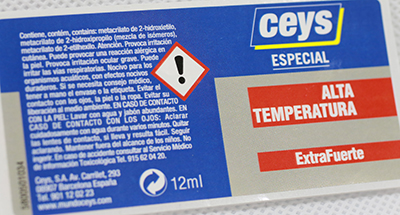 Contiene, contém, contains: metacrilato de 2-hidroxietilo,
metacrilato de 2-hidroxipropilo (mezcla de isómeros),
metacrilato de 2-etilhexilo. Atención. Provoca irritación
cutánea. Puede provocar una reacción alérgica en
la piel. Provoca irritación ocular grave. Puede
irritar las vías respiratorias. Nocivo para los
organismos acuáticos, con efectos nocivos
duraderos. Si se necesita consejo médico,
tener a mano el envase o la etiqueta. Evitar el
contacto con los ojos, la piel o la ropa. Evitar su
liberación al medio ambiente. EN CASO DE CONTACTO
CON LA PIEL: Lavar con agua y jabón abundantes. EN
CASO DE CONTACTO CON LOS OJOS: Aclarar
cuidadosamente con agua durante varios minutos. Quitar
las lentes de contacto, si lleva y resulta fácil. Seguir
aclarando. Mantener fuera del alcance de los niños. No
ingerir. En caso de accidente consultar al Servicio Médico
de Información Toxicológica Tel. 915 62 04 20.
Ceys, S.A. Av. Carrilet, 293
08907 Barcelona España
Tel. 901 12 02 23
www.mundoceys.com
12ml
5800501034
ceys
ESPECIAL
ALTA
TEMPERATURA
ExtraFuerte